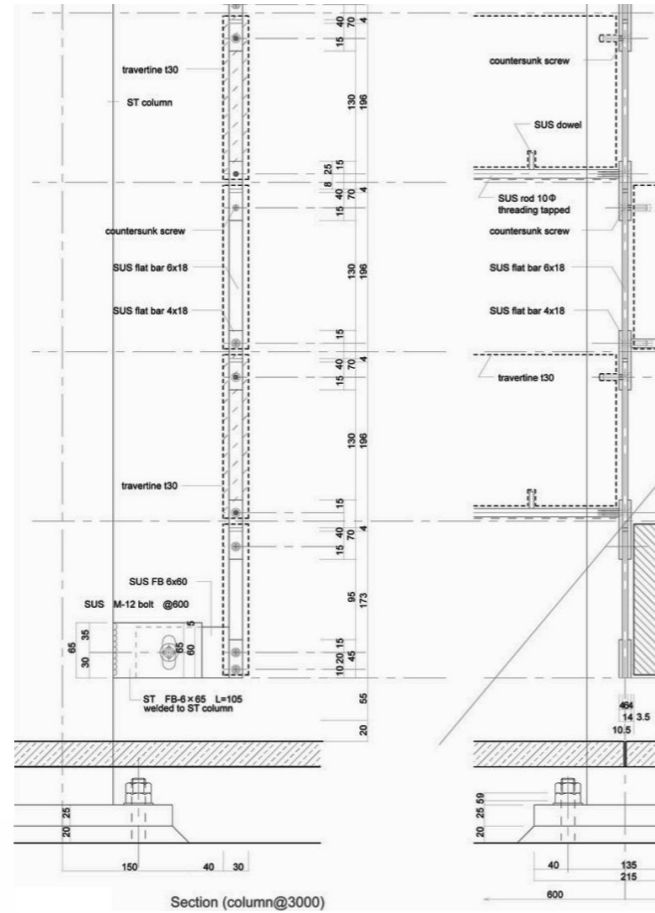 40
70
4
15
travertine t30
countersunk screw
ST column
130
196
SUS dowel
15
25
8
40
70
4
15
SUS rod 10Φ
threading tapped
countersunk screw
countersunk screw
SUS flat bar 6x18
SUS flat bar 6x18
130
196
SUS flat bar 4x18
SUS flat bar 4x18
15
40
70
4
15
travertine t30
130
196
travertine t30
15
40
70
4
15
SUS FB 6x60
95
173
SUS M-12 bolt @600
5
35
65
30
65
60
15
20
45
10
ST FB-6×65 L=105
welded to ST column
55
20
464
14 3.5
10.5
25
20
59
25
20
150
40
30
40
135
215
600
Section (column@3000)